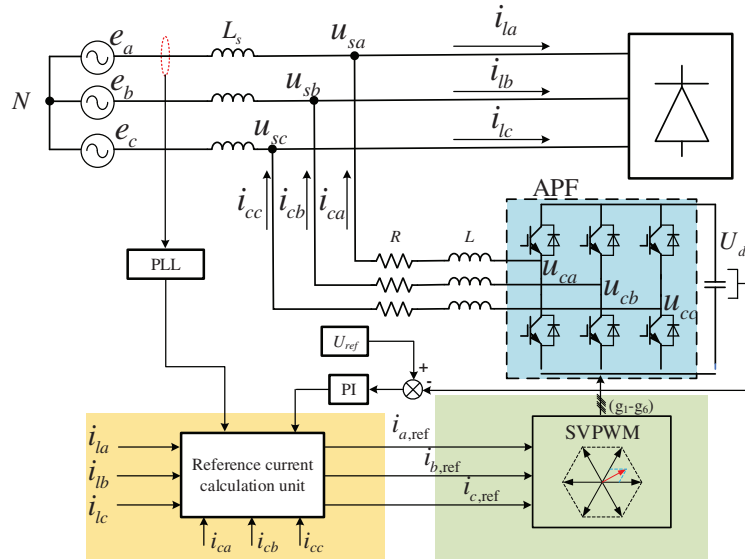 e_a
L_s
u_sa
i_la
N
e_b
u_sb
i_lb
e_c
u_sc
i_lc
i_cc
i_cb
i_ca
APF
R
L
U_d
PLL
u_ca
u_cb
u_cc
U_ref
+
-
PI
(g₁-g₆)
i_la
i_lb
i_lc
Reference current
calculation unit
i_a,ref
i_b,ref
i_c,ref
SVPWM
i_ca
i_cb
i_cc